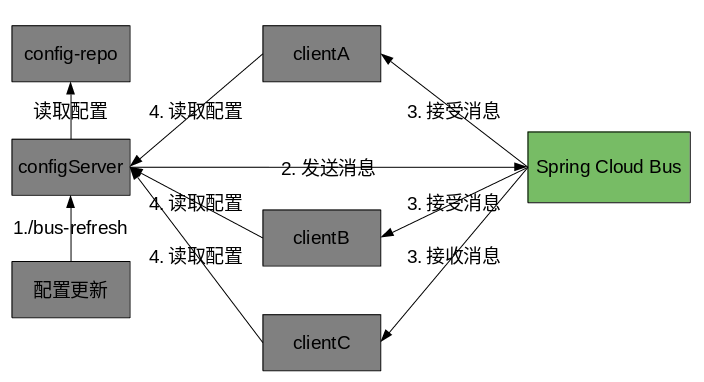 config-repo
clientA
读取配置
4. 读取配置
3. 接受消息
configServer
2. 发送消息
Spring Cloud Bus
4. 读取配置
3. 接受消息
1./bus-refresh
clientB
4. 读取配置
3. 接收消息
配置更新
clientC